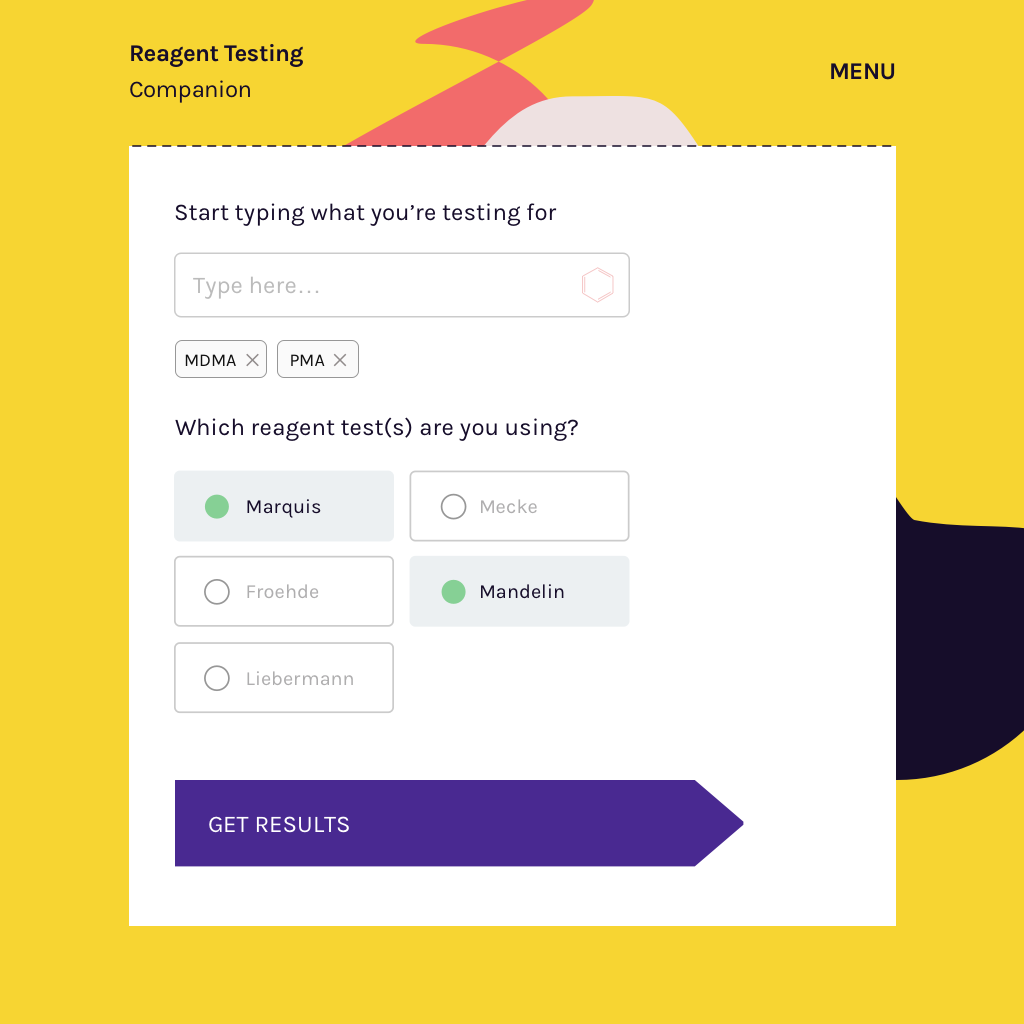 Reagent Testing
Companion
MENU
Start typing what you’re testing for
Type here...
MDMA
PMA
Which reagent test(s) are you using?
Marquis
Mecke
Froehde
Mandelin
Liebermann
GET RESULTS